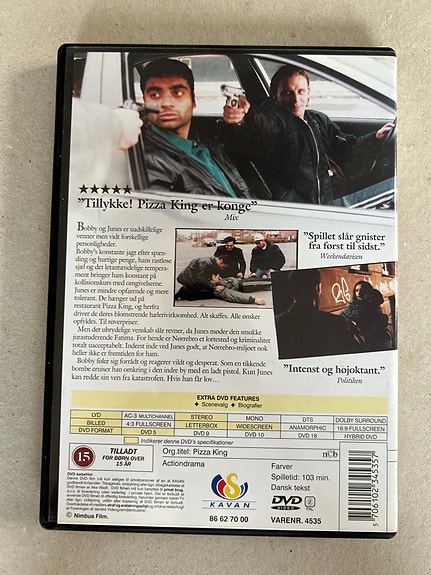 ★★★★★
”Tillykke! Pizza King er konge”
Mix
Bobby og Junes er uadskillelige
venner men vidt forskellige
personligheder.
Bobby's konstante jagt efter spæn-
ding og hurtige penge, hans rastløse
sjæl og det letantændelige tempera-
ment bringer ham konstant på
kollisionskurs med omgivelserne.
Junes er mindre opfarende og mere
tolerant. De hænger ud på
restaurant Pizza King, og herfra
driver de deres blomstrende hælerivirksomhed. Alt skaffes. Alle ønsker
opfyldes. Til røverpriser.
Men det ubrydelige venskab slår revner, da Junes møder den smukke
jurastuderende Fatima. For hende er Nørrebro et fortested og kriminalitet
totalt uacceptabelt. Inderst inde ved Junes godt, at Nørrebro-miljøet nok
heller ikke er fremtiden for ham.
Bobby føler sig forrådt og reagerer vildt og desperat. Som en tikkende
bombe cruiser han omkring i den indre by med en ladt pistol. Kun Junes
kan redde sin ven fra katastrofen. Hvis han får lov…
”Spillet slår gnister
fra først til sidst.”
Weekendavisen
”Intenst og højoktant.”
Politiken
EXTRA DVD FEATURES
Scenevalg Biografier
LYD AC-3 MULTICHANNEL STEREO MONO DTS DOLBY SURROUND
BILLED 4:3 FULLSCREEN LETTERBOX WIDESCREEN ANAMORPHIC 16:9 FULLSCREEN
DVD FORMAT DVD 5 DVD 9 DVD 10 DVD 18 HYBRID DVD
Indikerer denne DVD's specifikationer
15
TILLADT
FOR BØRN OVER
15 ÅR
Org.titel: Pizza King
Actiondrama
Farver
Spilletid: 103 min.
Dansk tekst
ncb
KAVAN
86 62 70 00
DVD
VIDEO
PAL
VARENR. 4535
DVD-købefilm
© Nimbus Film.
5 706102 345357